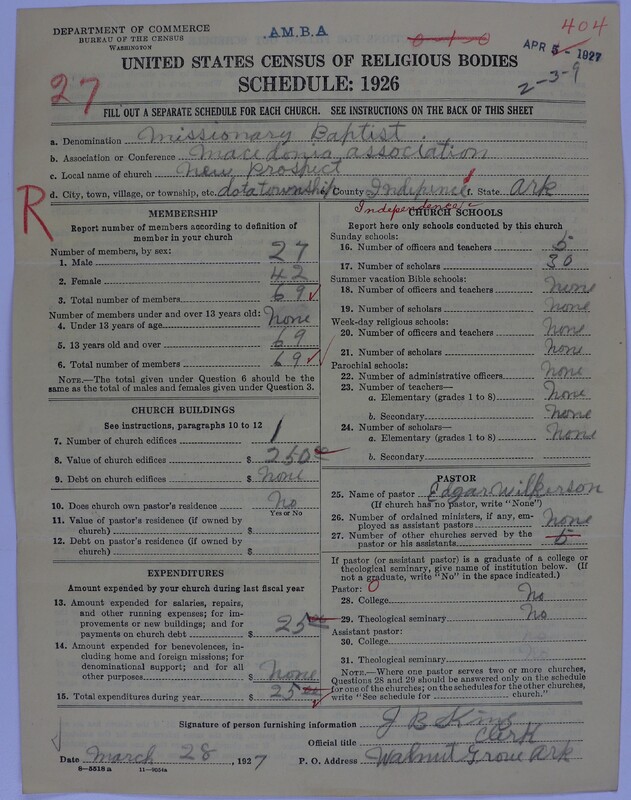 DEPARTMENT OF COMMERCE
BUREAU OF THE CENSUS
WASHINGTON
A.M.B.A
0-1-0
404
APR 5 - 1927
2-3-9
27
UNITED STATES CENSUS OF RELIGIOUS BODIES
SCHEDULE: 1926
FILL OUT A SEPARATE SCHEDULE FOR EACH CHURCH. SEE INSTRUCTIONS ON THE BACK OF THIS SHEET
a. Denomination Missionary Baptist
b. Association or Conference Macedonia association
c. Local name of church New Prospect
d. City, town, village, or township, etc. dota township County Indipence f. State Ark
Independence
R
MEMBERSHIP
Report number of members according to definition of
member in your church
Number of members, by sex:
1. Male 27
2. Female 42
3. Total number of members 69
Number of members under and over 13 years old:
4. Under 13 years of age None
5. 13 years old and over 69
6. Total number of members 69
NOTE.—The total given under Question 6 should be the
same as the total of males and females given under Question 3.
CHURCH BUILDINGS
See instructions, paragraphs 10 to 12
7. Number of church edifices 1
8. Value of church edifices $ 250
9. Debt on church edifices $ None
10. Does church own pastor's residence? No
Yes or No
11. Value of pastor's residence (if owned by
church) $
12. Debt on pastor's residence (if owned by
church) $
EXPENDITURES
Amount expended by church during last fiscal year
13. Amount expended for salaries, repairs,
and other running expenses; for im-
provements or new buildings; and for
payments on church debt $ 25
14. Amount expended for benevolences, in-
cluding home and foreign missions; for
denominational support; and for all
other purposes $ None
15. Total expenditures during year $ 25
CHURCH SCHOOLS
Report here only schools conducted by this church
Sunday schools:
16. Number of officers and teachers 5
17. Number of scholars 30
Summer vacation Bible schools:
18. Number of officers and teachers None
19. Number of scholars None
Week-day religious schools:
20. Number of officers and teachers None
21. Number of scholars None
Parochial schools:
22. Number of administrative officers None
23. Number of teachers—
a. Elementary (grades 1 to 8) None
b. Secondary None
24. Number of scholars—
a. Elementary (grades 1 to 8) None
b. Secondary
PASTOR
25. Name of pastor Edgar Wilkerson
(If church has no pastor, write "None")
26. Number of ordained ministers, if any, em-
ployed as assistant pastors None
27. Number of other churches served by the
pastor or his assistants 5
If pastor (or assistant pastor) is a graduate of a college or
theological seminary, give name of institution below. (If
not a graduate, write "No" in the space indicated.)
Pastor: 0
28. College No
29. Theological seminary No
Assistant pastor:
30. College
31. Theological seminary
NOTE.—Where one pastor serves two or more churches,
Questions 28 and 29 should be answered only on the schedule
for one of the churches; on the schedules for the other churches,
write "See schedule for church."
Signature of person furnishing information J B King
Official title Clerk
Date March 28, 1927 P. O. Address Walnut Grove Ark
8—5518 a 11—9554a